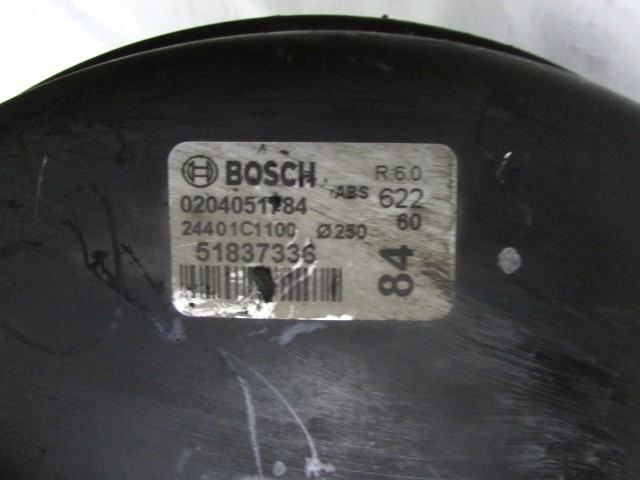 BOSCH R:6.0
0204051784 ABS 622
24401C1100 Ø250 60
51837336
84